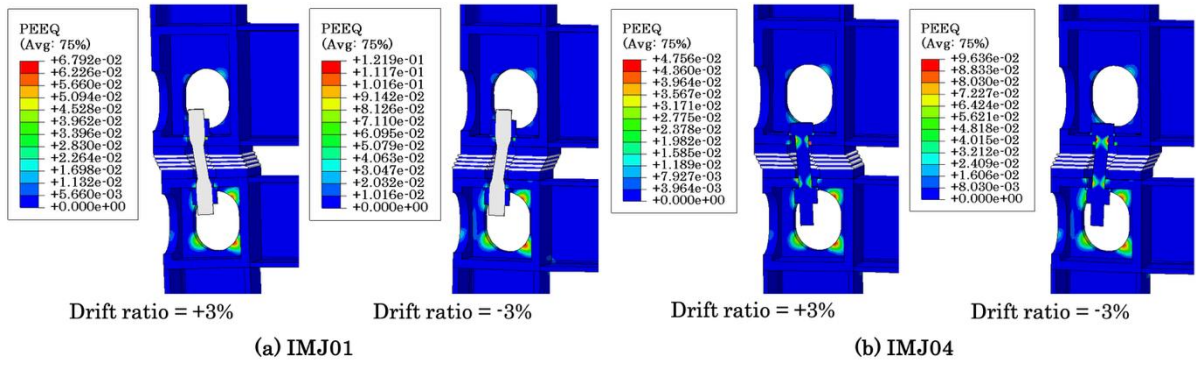 PEEQ
(Avg: 75%)
+6.792e-02
+6.226e-02
+5.660e-02
+5.094e-02
+4.528e-02
+3.962e-02
+3.396e-02
+2.830e-02
+2.264e-02
+1.698e-02
+1.132e-02
+5.660e-03
+0.000e+00
Drift ratio = +3%
PEEQ
(Avg: 75%)
+1.219e-01
+1.117e-01
+1.016e-01
+9.142e-02
+8.126e-02
+7.110e-02
+6.095e-02
+5.079e-02
+4.063e-02
+3.047e-02
+2.032e-02
+1.016e-02
+0.000e+00
Drift ratio = -3%
(a) IMJ01
PEEQ
(Avg: 75%)
+4.756e-02
+4.360e-02
+3.964e-02
+3.567e-02
+3.171e-02
+2.775e-02
+2.378e-02
+1.982e-02
+1.585e-02
+1.189e-02
+7.927e-03
+3.964e-03
+0.000e+00
Drift ratio = +3%
PEEQ
(Avg: 75%)
+9.636e-02
+8.833e-02
+8.030e-02
+7.227e-02
+6.424e-02
+5.621e-02
+4.818e-02
+4.015e-02
+3.212e-02
+2.409e-02
+1.606e-02
+8.030e-03
+0.000e+00
Drift ratio = -3%
(b) IMJ04